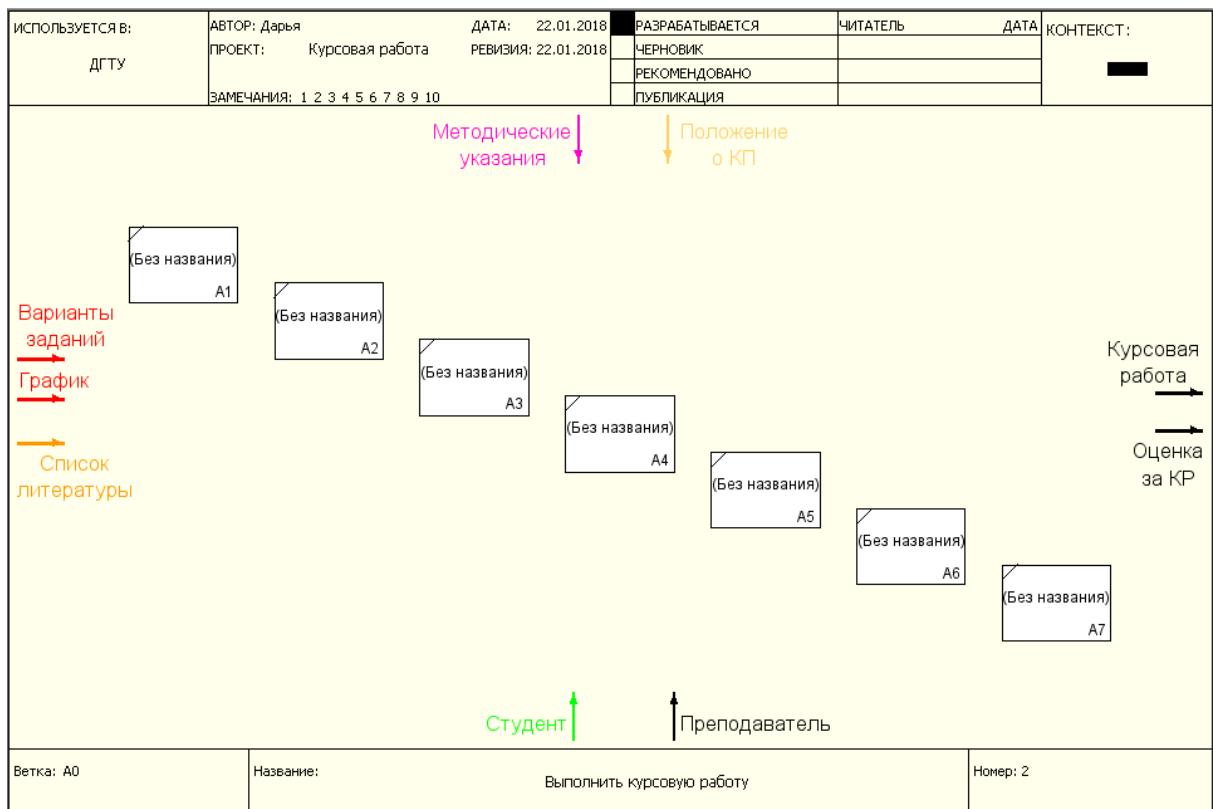 ИСПОЛЬЗУЕТСЯ В:
ДГТУ
АВТОР: Дарья
ДАТА: 22.01.2018
ПРОЕКТ: Курсовая работа
РЕВИЗИЯ: 22.01.2018
ЗАМЕЧАНИЯ: 1 2 3 4 5 6 7 8 9 10
РАЗРАБАТЫВАЕТСЯ
ЧЕРНОВИК
РЕКОМЕНДОВАНО
ПУБЛИКАЦИЯ
ЧИТАТЕЛЬ
ДАТА
КОНТЕКСТ:
Методические
указания
Положение
о КП
(Без названия)
A1
(Без названия)
A2
(Без названия)
A3
(Без названия)
A4
(Без названия)
A5
(Без названия)
A6
(Без названия)
A7
Варианты
заданий
График
Список
литературы
Курсовая
работа
Оценка
за КР
Студент
Преподаватель
Ветка: A0
Название:
Выполнить курсовую работу
Номер: 2